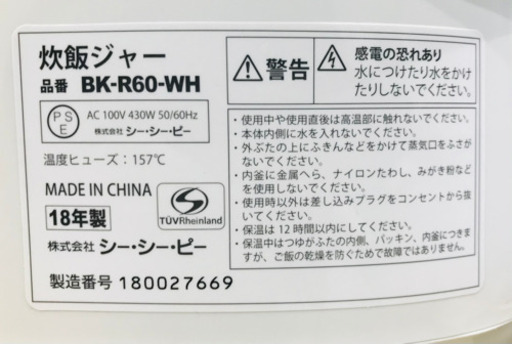 炊飯ジャー
品番 BK-R60-WH
PSE
AC 100V 430W 50/60Hz
株式会社 シー・シー・ピー
温度ヒューズ：157℃
MADE IN CHINA
18年製
TÜVRheinland
株式会社 シー・シー・ピー
製造番号 180027669
警告
感電の恐れあり
水につけたり水をかけ
たりしないでください。
・使用中や使用直後は高温部に触れないでください。
・本体内側に水を入れないでください。
・外ぶたの上にふきんなどをかけて蒸気口をふさが
ないでください。
・内釜に金属へら、ナイロンたわし、みがき粉など
を使用しないでください。
・使用時以外は差し込みプラグをコンセントから抜
いてください。
・保温は12時間以内にしてください。
・保温中はつゆがふたの内側、パッキン、内釜につきま
すが、ご飯の乾燥を防ぐためで故障ではありません。